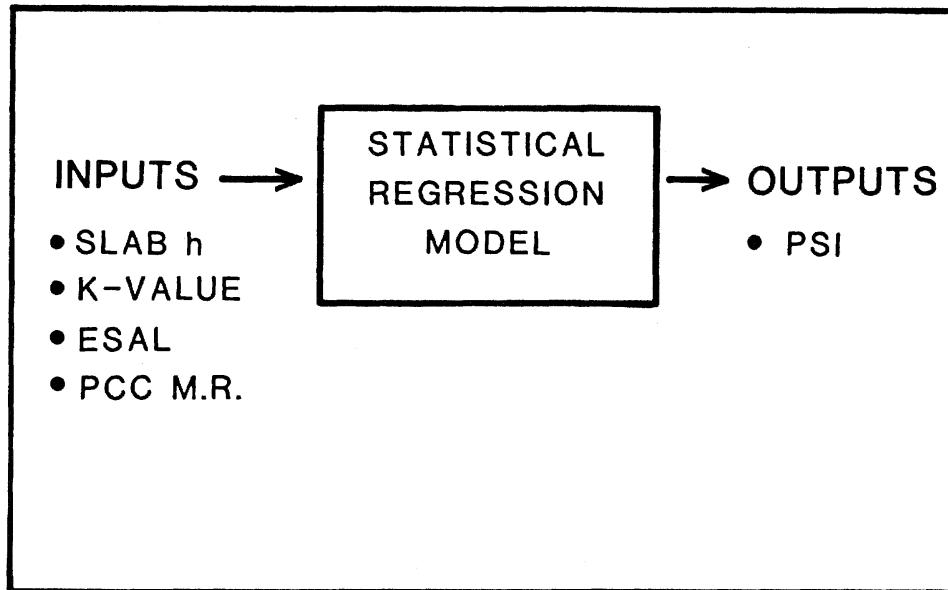 INPUTS
• SLAB h
• K-VALUE
• ESAL
• PCC M.R.
STATISTICAL
REGRESSION
MODEL
OUTPUTS
• PSI